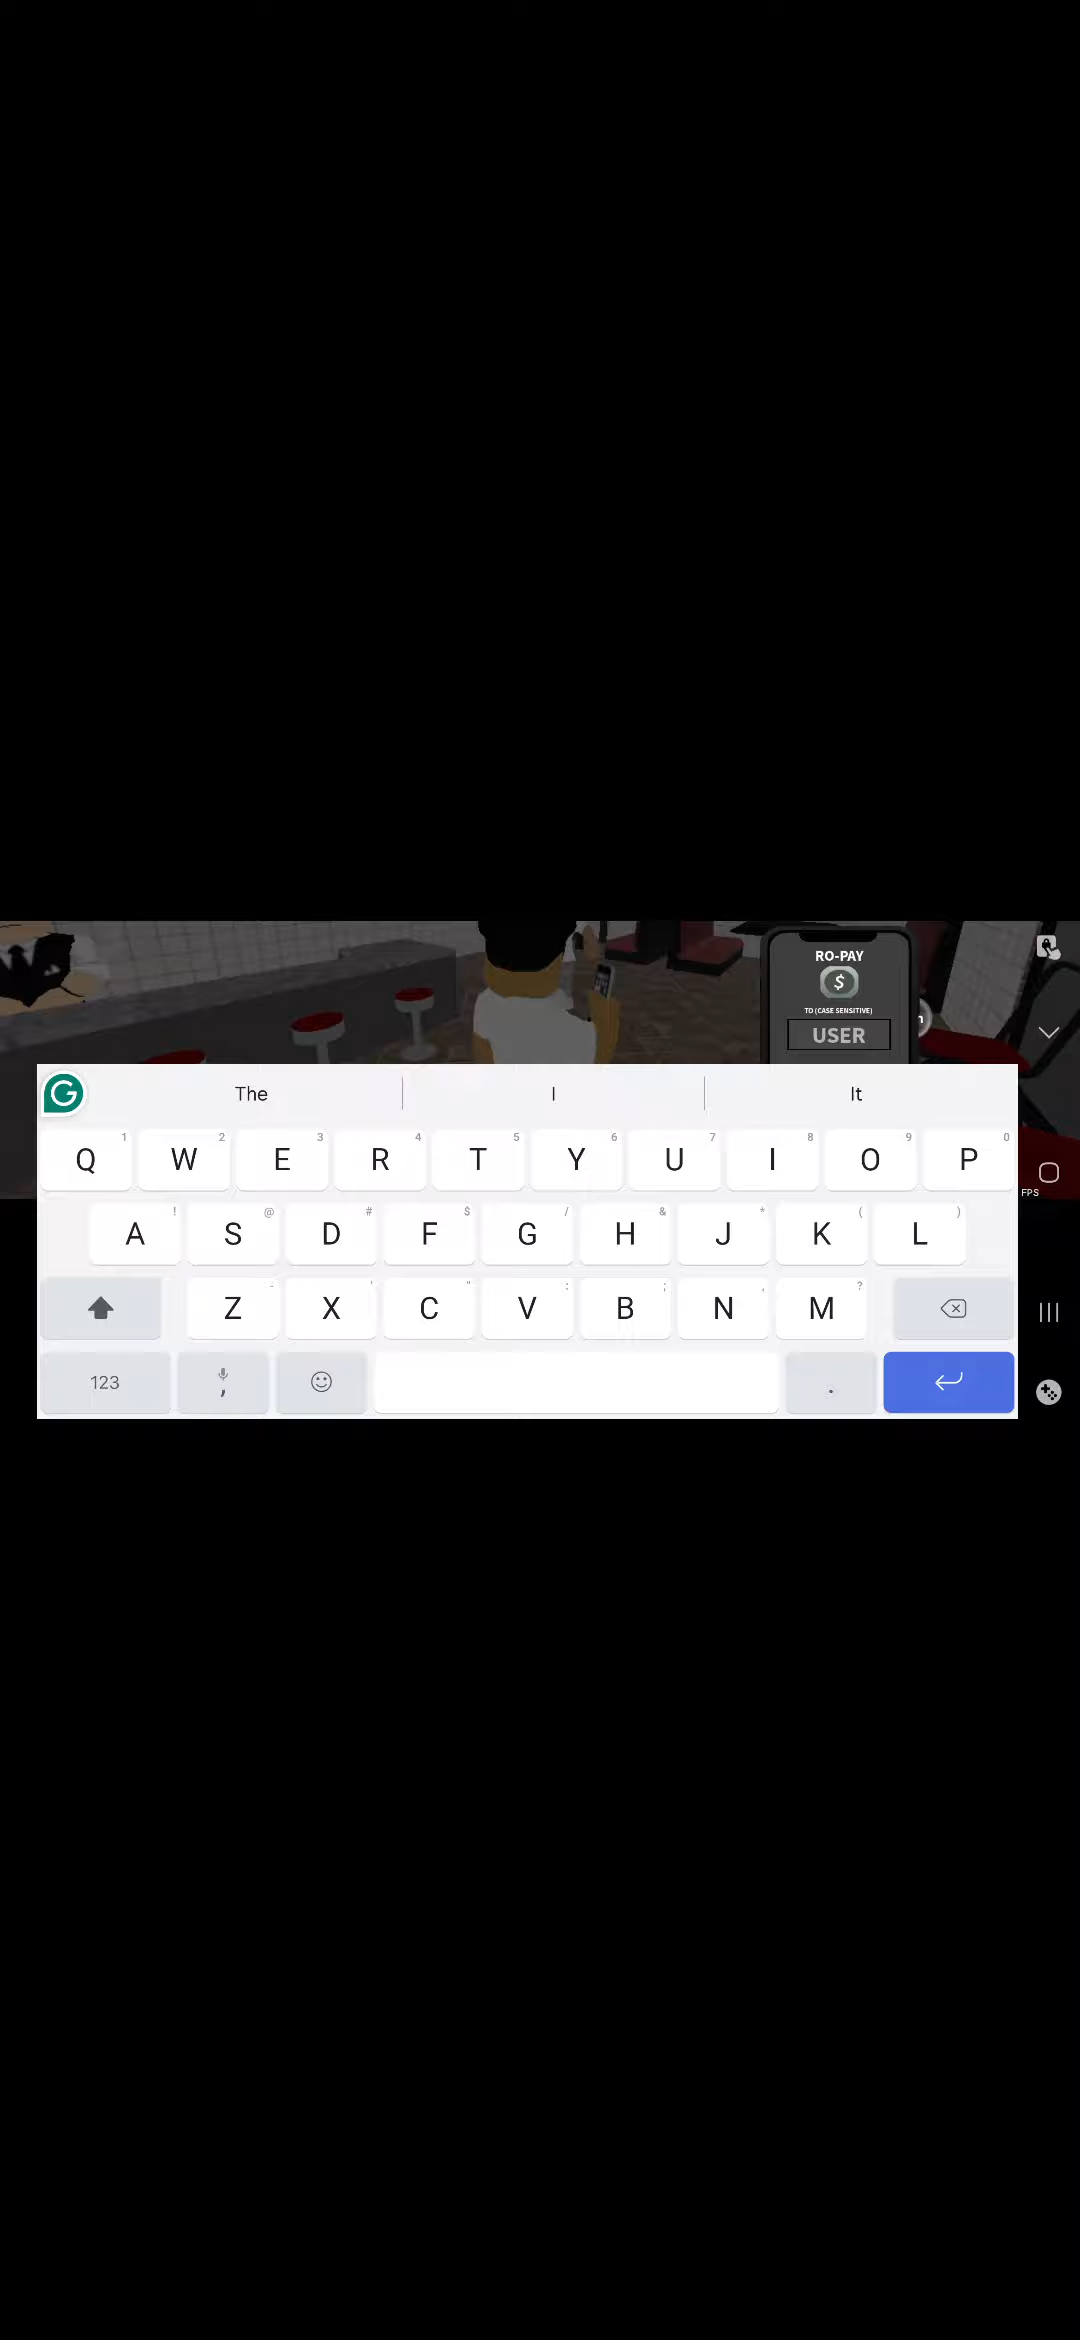 RO-PAY
$
TO (CASE SENSITIVE)
USER
The I It
1 2 3 4 5 6 7 8 9 0
Q W E R T Y U I O P
FPS
! @ # $ / & * ( )
A S D F G H J K L
- ' " : ; , ?
Z X C V B N M
123 , .